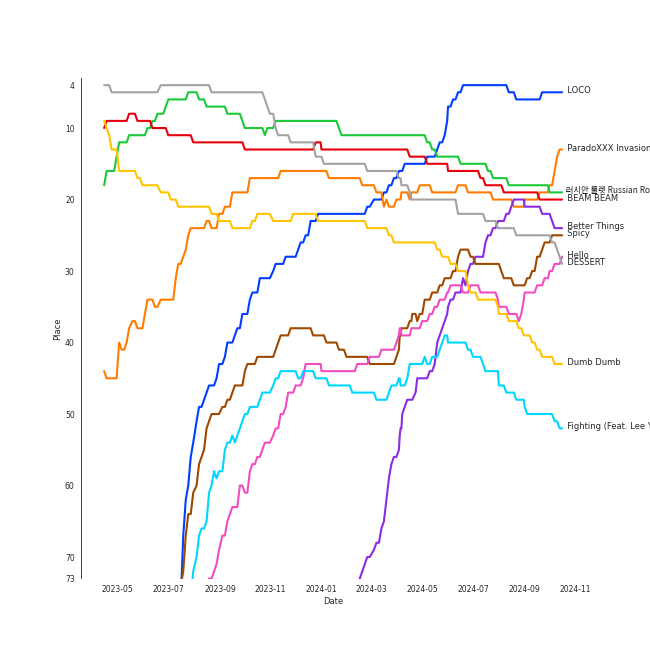 4
10
20
30
40
50
60
70
73
Place
2023-05
2023-07
2023-09
2023-11
2024-01
2024-03
2024-05
2024-07
2024-09
2024-11
Date
LOCO
ParadoXXX Invasion
러시안 룰렛 Russian Ro
BEAM BEAM
Better Things
Spicy
Hello
DESSERT
Dumb Dumb
Fighting (Feat. Lee Y